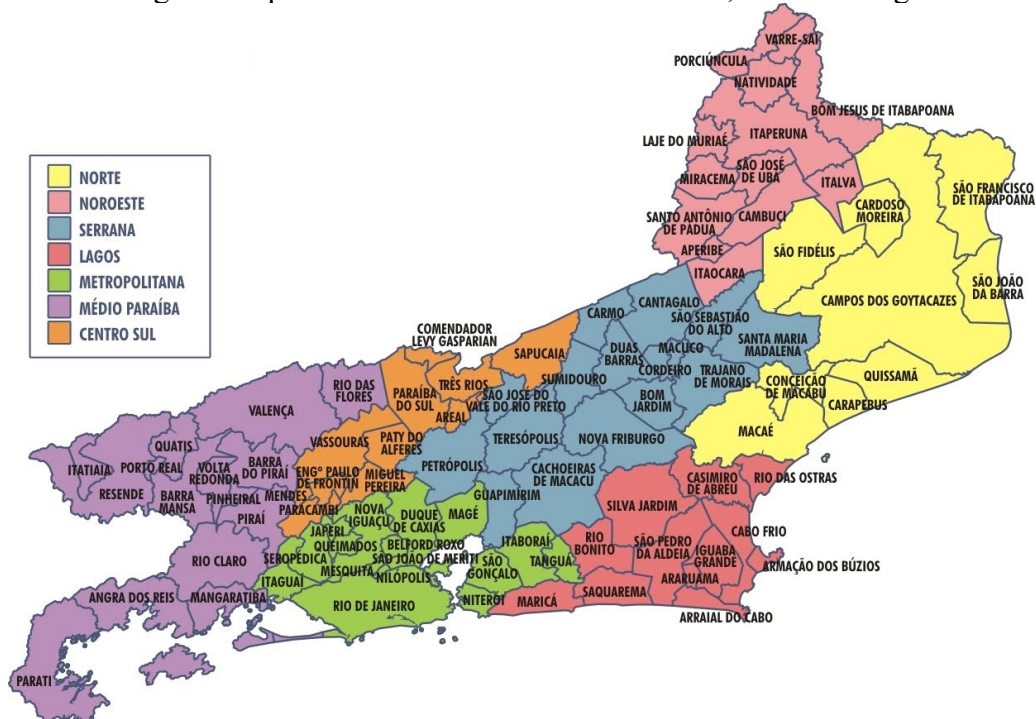 VARRE-SAI
PORCIÚNCULA
NATIVIDADE
BOM JESUS DE ITABAPOANA
ITAPERUNA
LAJE DO MURIAÉ
SÃO JOSÉ
DE UBÁ
MIRACEMA
ITALVA
SÃO FRANCISCO
DE ITABAPOANA
CARDOSO
MOREIRA
SANTO ANTÔNIO
DE PÁDUA
CAMBUCI
APERIBE
SÃO FIDÉLIS
ITAOCARA
SÃO JOÃO
DA BARRA
CAMPOS DOS GOYTACAZES
NORTE
NOROESTE
SERRANA
LAGOS
METROPOLITANA
MÉDIO PARAÍBA
CENTRO SUL
CANTAGALO
CARMO
SÃO SEBASTIÃO
DO ALTO
COMENDADOR
LEVY GASPARIAN
SAPUCAIA
DUAS
BARRAS
MACUCO
SANTA MARIA
MADALENA
CORDEIRO
TRAJANO
DE MORAIS
SUMIDOURO
QUISSAMÃ
CONCEIÇÃO
DE MACABU
CARAPEBUS
RIO DAS
FLORES
PARAÍBA
DO SUL
TRÊS RIOS
SÃO JOSÉ DO
VALE DO RIO PRETO
AREAL
BOM
JARDIM
VALENÇA
MACAÉ
VASSOURAS
PATY DO
ALFERES
TERESÓPOLIS
NOVA FRIBURGO
QUATIS
ITATIAIA
PORTO REAL
VOLTA
REDONDA
BARRA
DO PIRAÍ
ENGº PAULO
DE FRONTIN
MIGUEL
PEREIRA
PETRÓPOLIS
CACHOEIRAS
DE MACACU
CASIMIRO
DE ABREU
RIO DAS OSTRAS
RESENDE
BARRA
MANSA
PINHEIRAL
MENDES
PARACAMBI
GUAPIMÍRIM
PIRAÍ
NOVA
IGUAÇU
DUQUE
DE CAXIAS
MAGÉ
SILVA JARDIM
CABO FRIO
JAPERI
QUEIMADOS
BELFORD ROXO
ITABORAÍ
RIO
BONITO
SÃO PEDRO
DA ALDEIA
IGUABA
GRANDE
RIO CLARO
SEROPÉDICA
SÃO JOÃO DE MERITI
MESQUITA
NILÓPOLIS
SÃO
GONÇALO
TANGUA
ARMAÇÃO DOS BÚZIOS
ITAGUAÍ
ARARUAMA
SAQUAREMA
ANGRA DOS REIS
MANGARATIBA
RIO DE JANEIRO
NITERÓI
MARICÁ
ARRAIAL DO CABO
PARATI